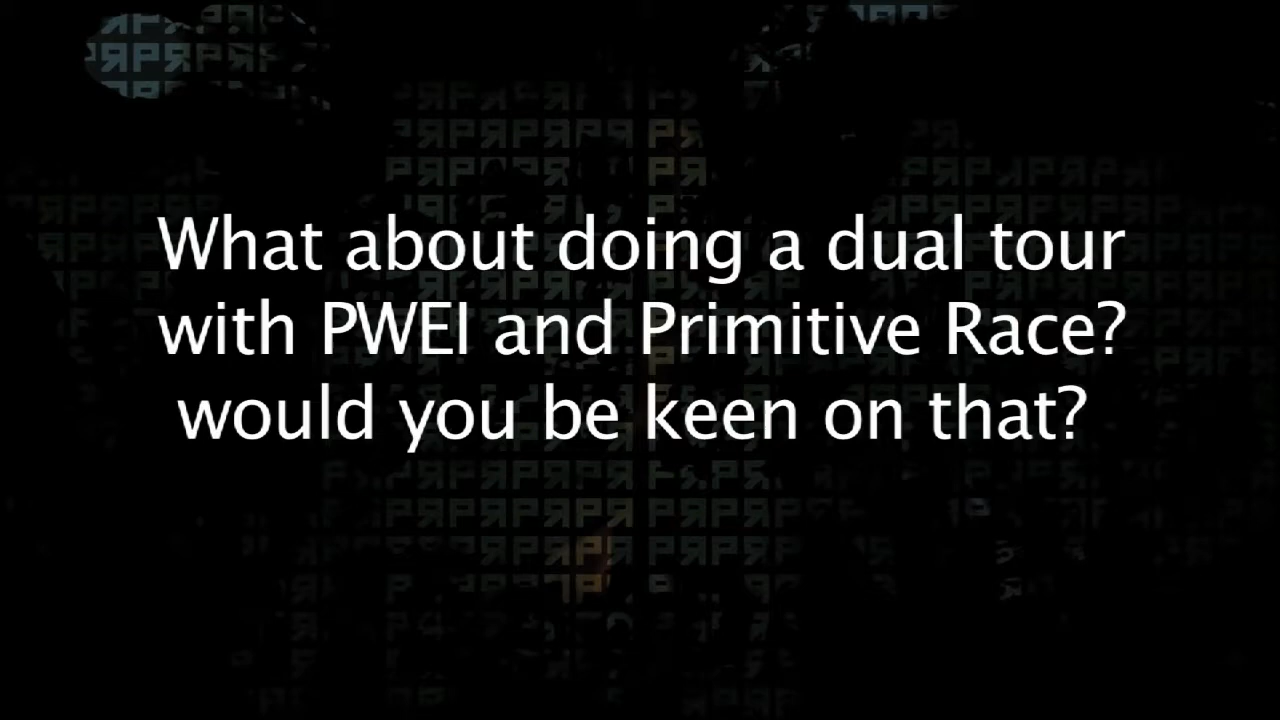 What about doing a dual tour
with PWEI and Primitive Race?
would you be keen on that?